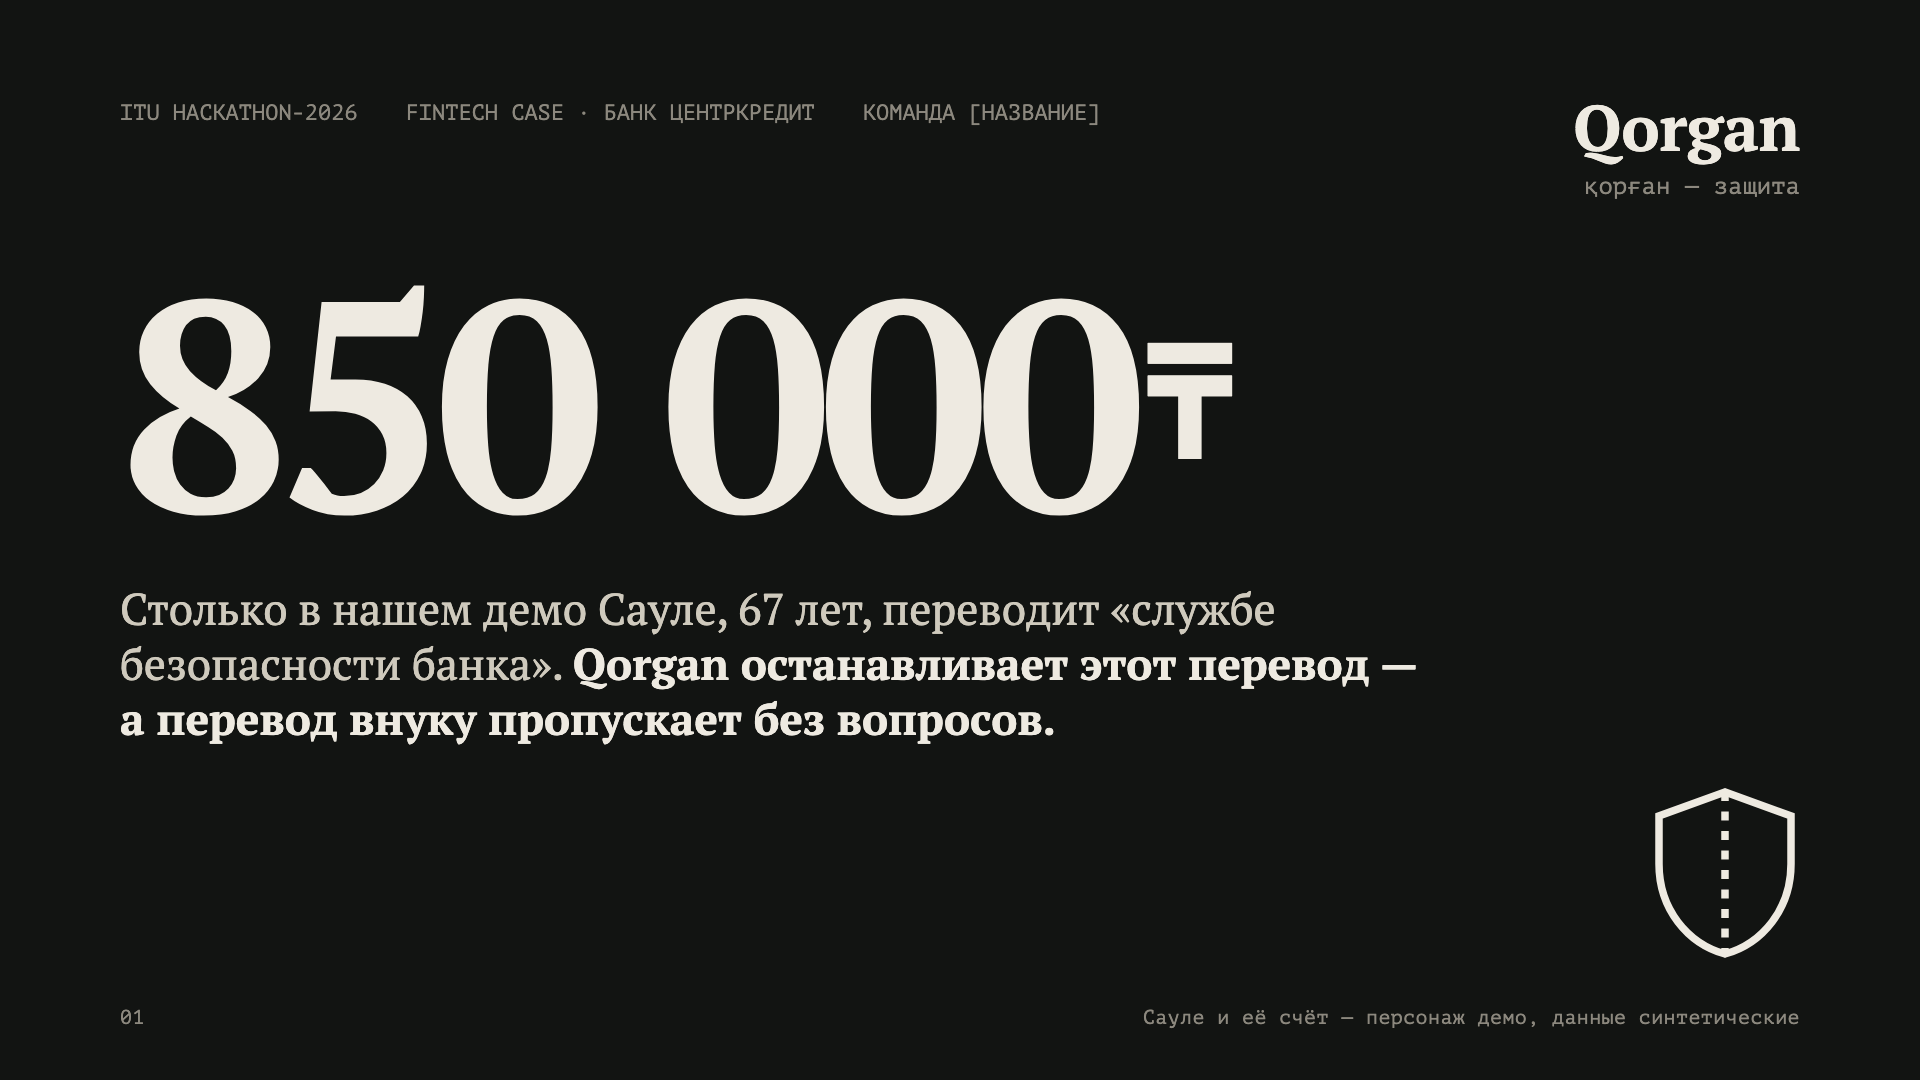 ITU HACKATHON-2026 FINTECH CASE · БАНК ЦЕНТРКРЕДИТ КОМАНДА [НАЗВАНИЕ]
Qorgan
қорған — защита
850 000₸
Столько в нашем демо Сауле, 67 лет, переводит «службе
безопасности банка». Qorgan останавливает этот перевод —
а перевод внуку пропускает без вопросов.
01
Сауле и её счёт — персонаж демо, данные синтетические